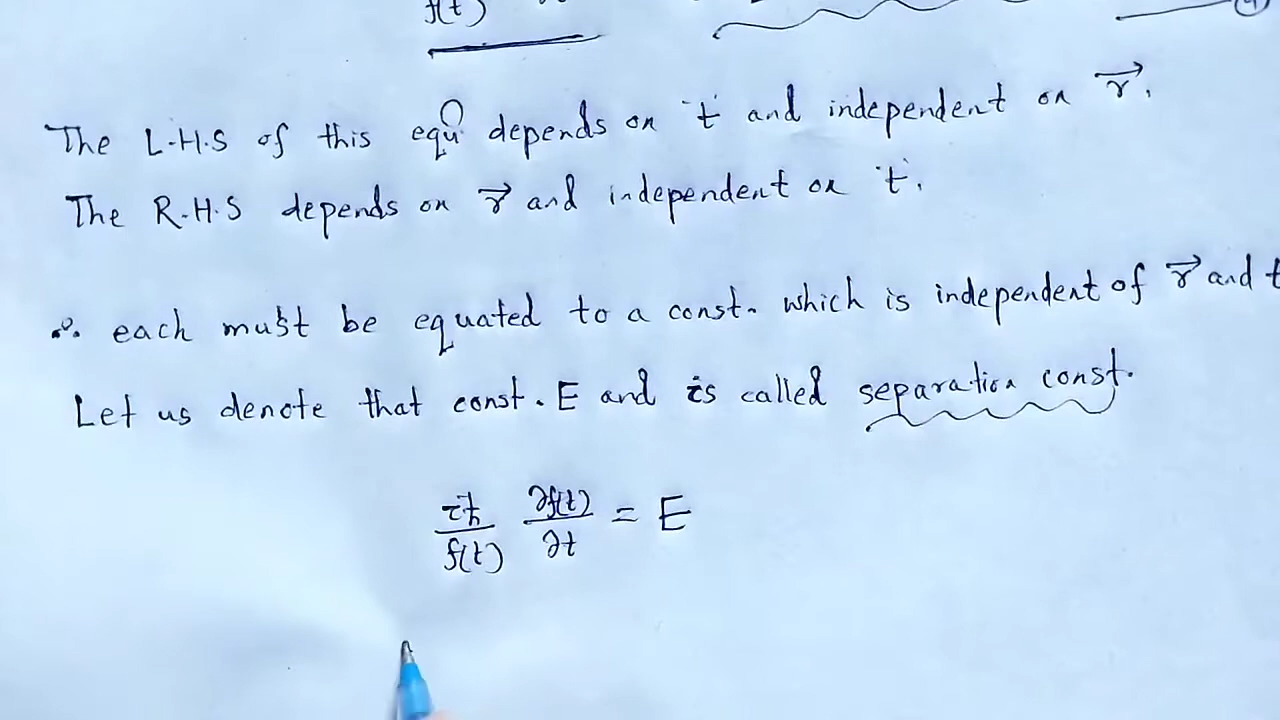 f(t)
The L.H.S of this equn depends on 't' and independent on r⃗.
The R.H.S depends on r⃗ and independent on 't'.
∴ each must be equated to a const. which is independent of r⃗ and t
Let us denote that const. E and is called separation const.
iħ/f(t) ∂f(t)/∂t = E